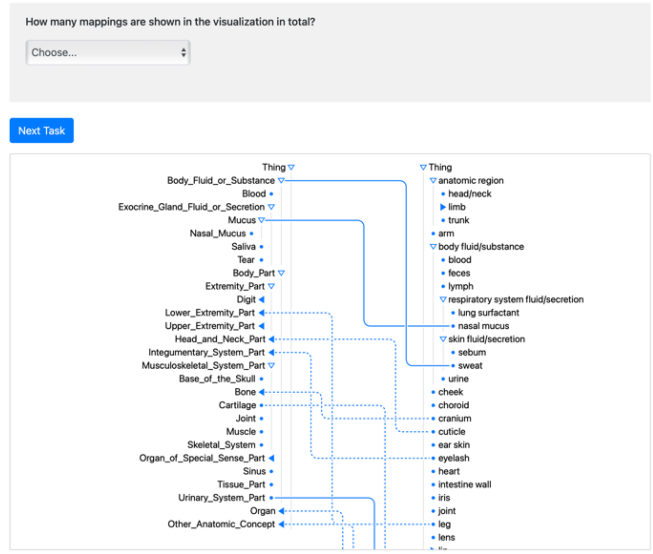 How many mappings are shown in the visualization in total?
Choose...
Next Task
Thing
Body_Fluid_or_Substance
Blood
Exocrine_Gland_Fluid_or_Secretion
Mucus
Nasal_Mucus
Saliva
Tear
Body_Part
Extremity_Part
Digit
Lower_Extremity_Part
Upper_Extremity_Part
Head_and_Neck_Part
Integumentary_System_Part
Musculoskeletal_System_Part
Base_of_the_Skull
Bone
Cartilage
Joint
Muscle
Skeletal_System
Organ_of_Special_Sense_Part
Sinus
Tissue_Part
Urinary_System_Part
Organ
Other_Anatomic_Concept
Thing
anatomic region
head/neck
limb
trunk
arm
body fluid/substance
blood
feces
lymph
respiratory system fluid/secretion
lung surfactant
nasal mucus
skin fluid/secretion
sebum
sweat
urine
cheek
choroid
cranium
cuticle
ear skin
eyelash
heart
intestine wall
iris
joint
leg
lens